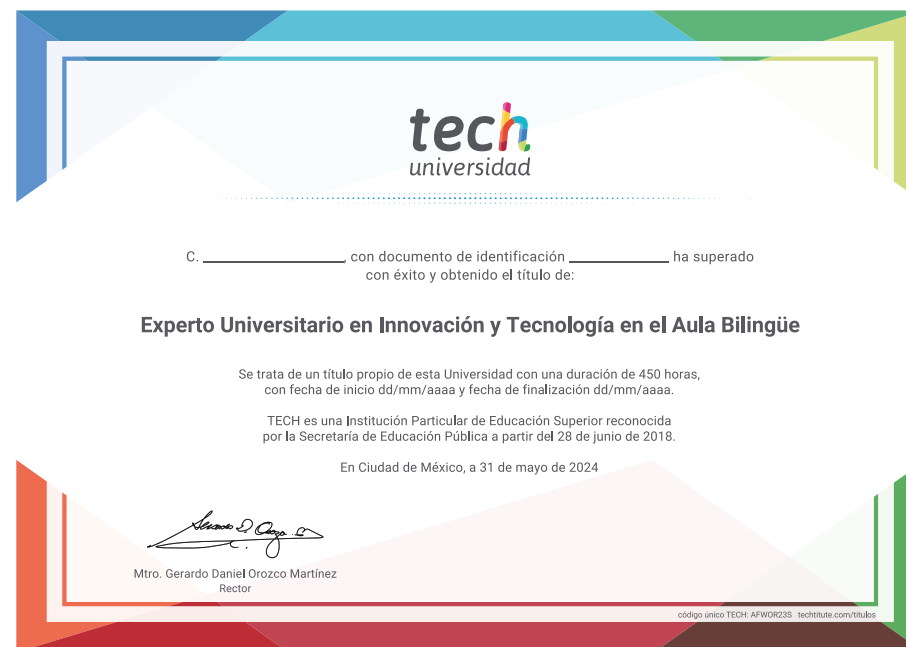 tech
universidad
C. ____________________, con documento de identificación ______________ ha superado
con éxito y obtenido el título de:
Experto Universitario en Innovación y Tecnología en el Aula Bilingüe
Se trata de un título propio de esta Universidad con una duración de 450 horas,
con fecha de inicio dd/mm/aaaa y fecha de finalización dd/mm/aaaa.
TECH es una Institución Particular de Educación Superior reconocida
por la Secretaría de Educación Pública a partir del 28 de junio de 2018.
En Ciudad de México, a 31 de mayo de 2024
Mtro. Gerardo Daniel Orozco Martínez
Rector
código único TECH: AFWOR23S techtitute.com/titulos